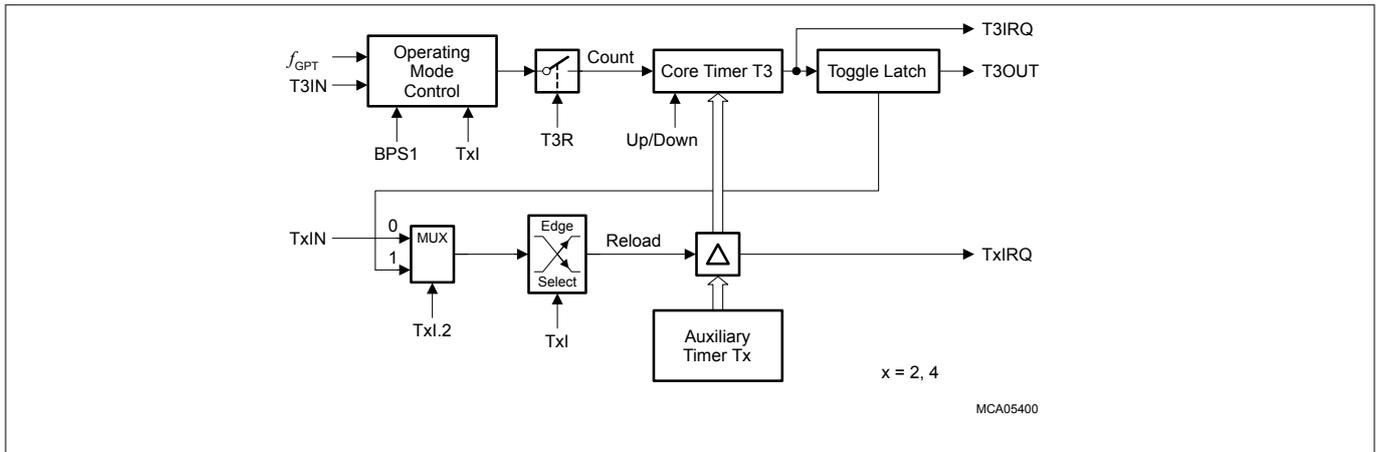 T3IRQ
fGPT
Operating
Mode
Control
Count
Core Timer T3
Toggle Latch
T3OUT
T3IN
T3R
Up/Down
BPS1
TxI
TxIN
0
MUX
1
Edge
Select
Reload
Δ
TxIRQ
TxI.2
TxI
Auxiliary
Timer Tx
x = 2, 4
MCA05400